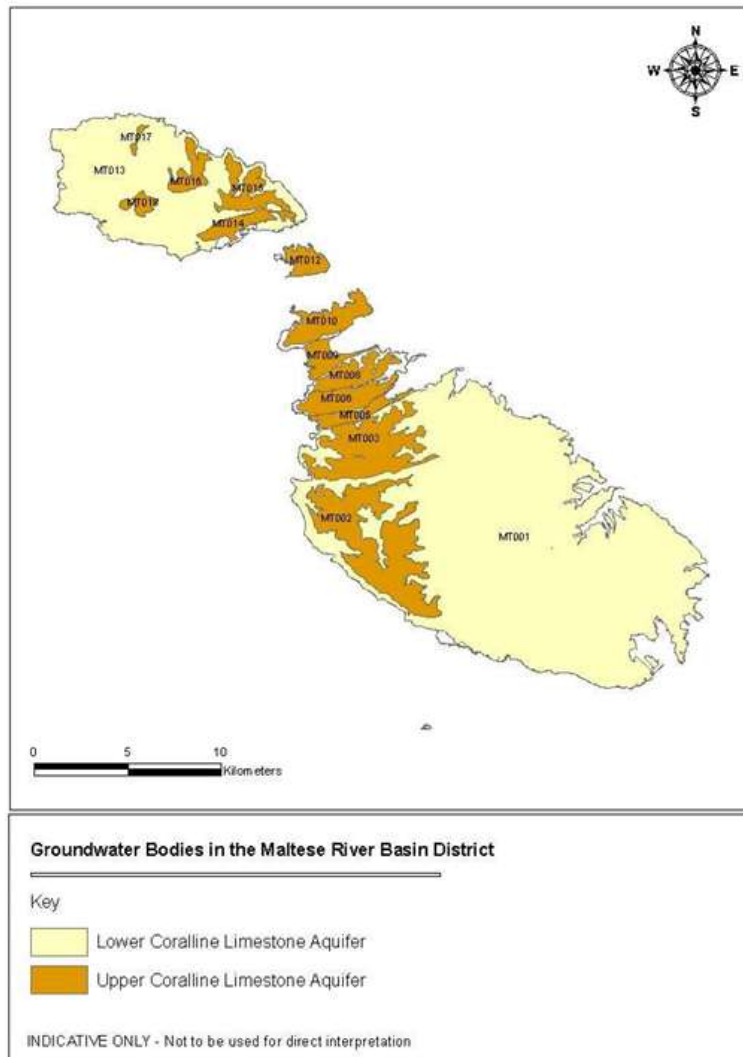 N
W E
S
MT017
MT013
MT016
MT015
MT018
MT014
MT012
MT010
MT009
MT008
MT006
MT005
MT003
MT002
MT001
0 5 10
Kilometers
Groundwater Bodies in the Maltese River Basin District
Key
Lower Coralline Limestone Aquifer
Upper Coralline Limestone Aquifer
INDICATIVE ONLY - Not to be used for direct interpretation